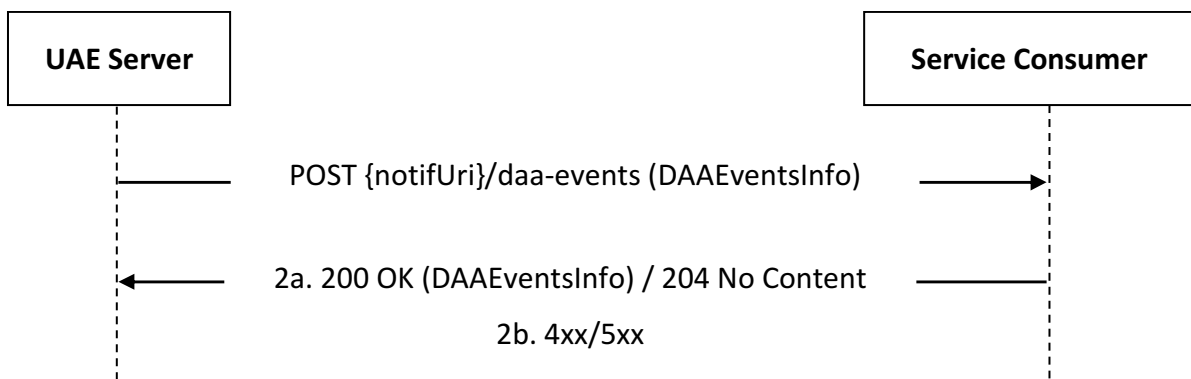 UAE Server
Service Consumer
POST {notifUri}/daa-events (DAAEventsInfo)
2a. 200 OK (DAAEventsInfo) / 204 No Content
2b. 4xx/5xx